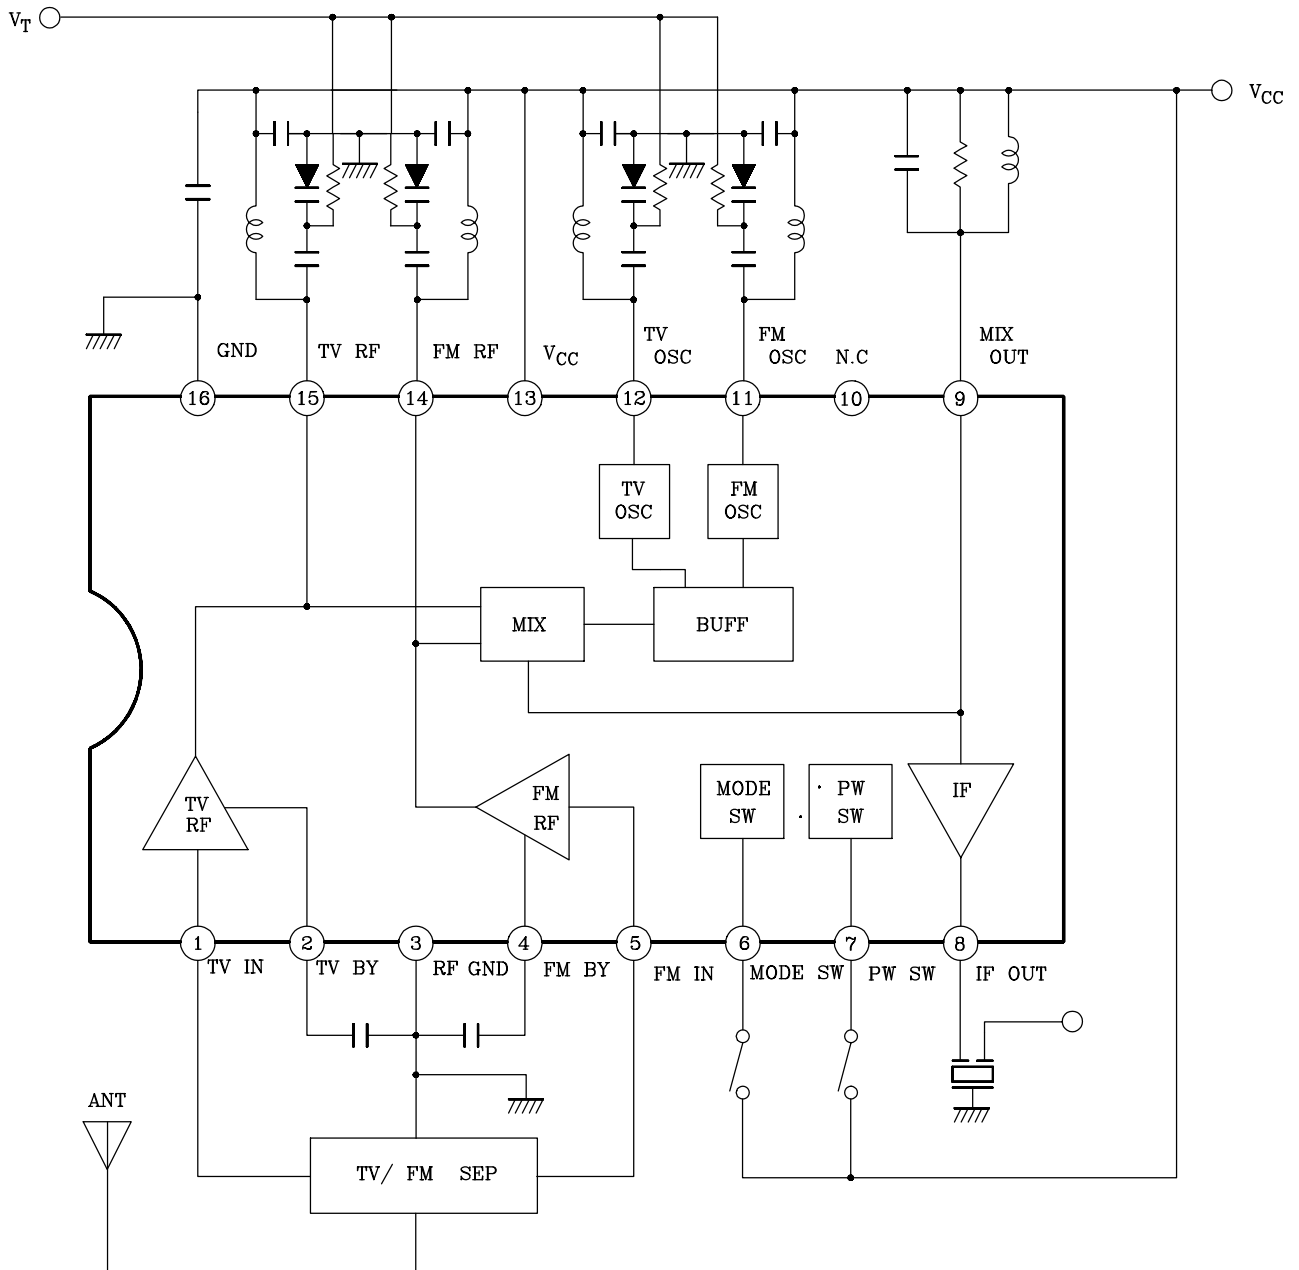 VT
VCC
GND
TV RF
FM RF
VCC
TV
OSC
FM
OSC
N.C
MIX
OUT
16
15
14
13
12
11
10
9
TV
OSC
FM
OSC
MIX
BUFF
TV
RF
FM
RF
MODE
SW
PW
SW
IF
1
2
3
4
5
6
7
8
TV IN
TV BY
RF GND
FM BY
FM IN
MODE SW
PW SW
IF OUT
ANT
TV/ FM SEP